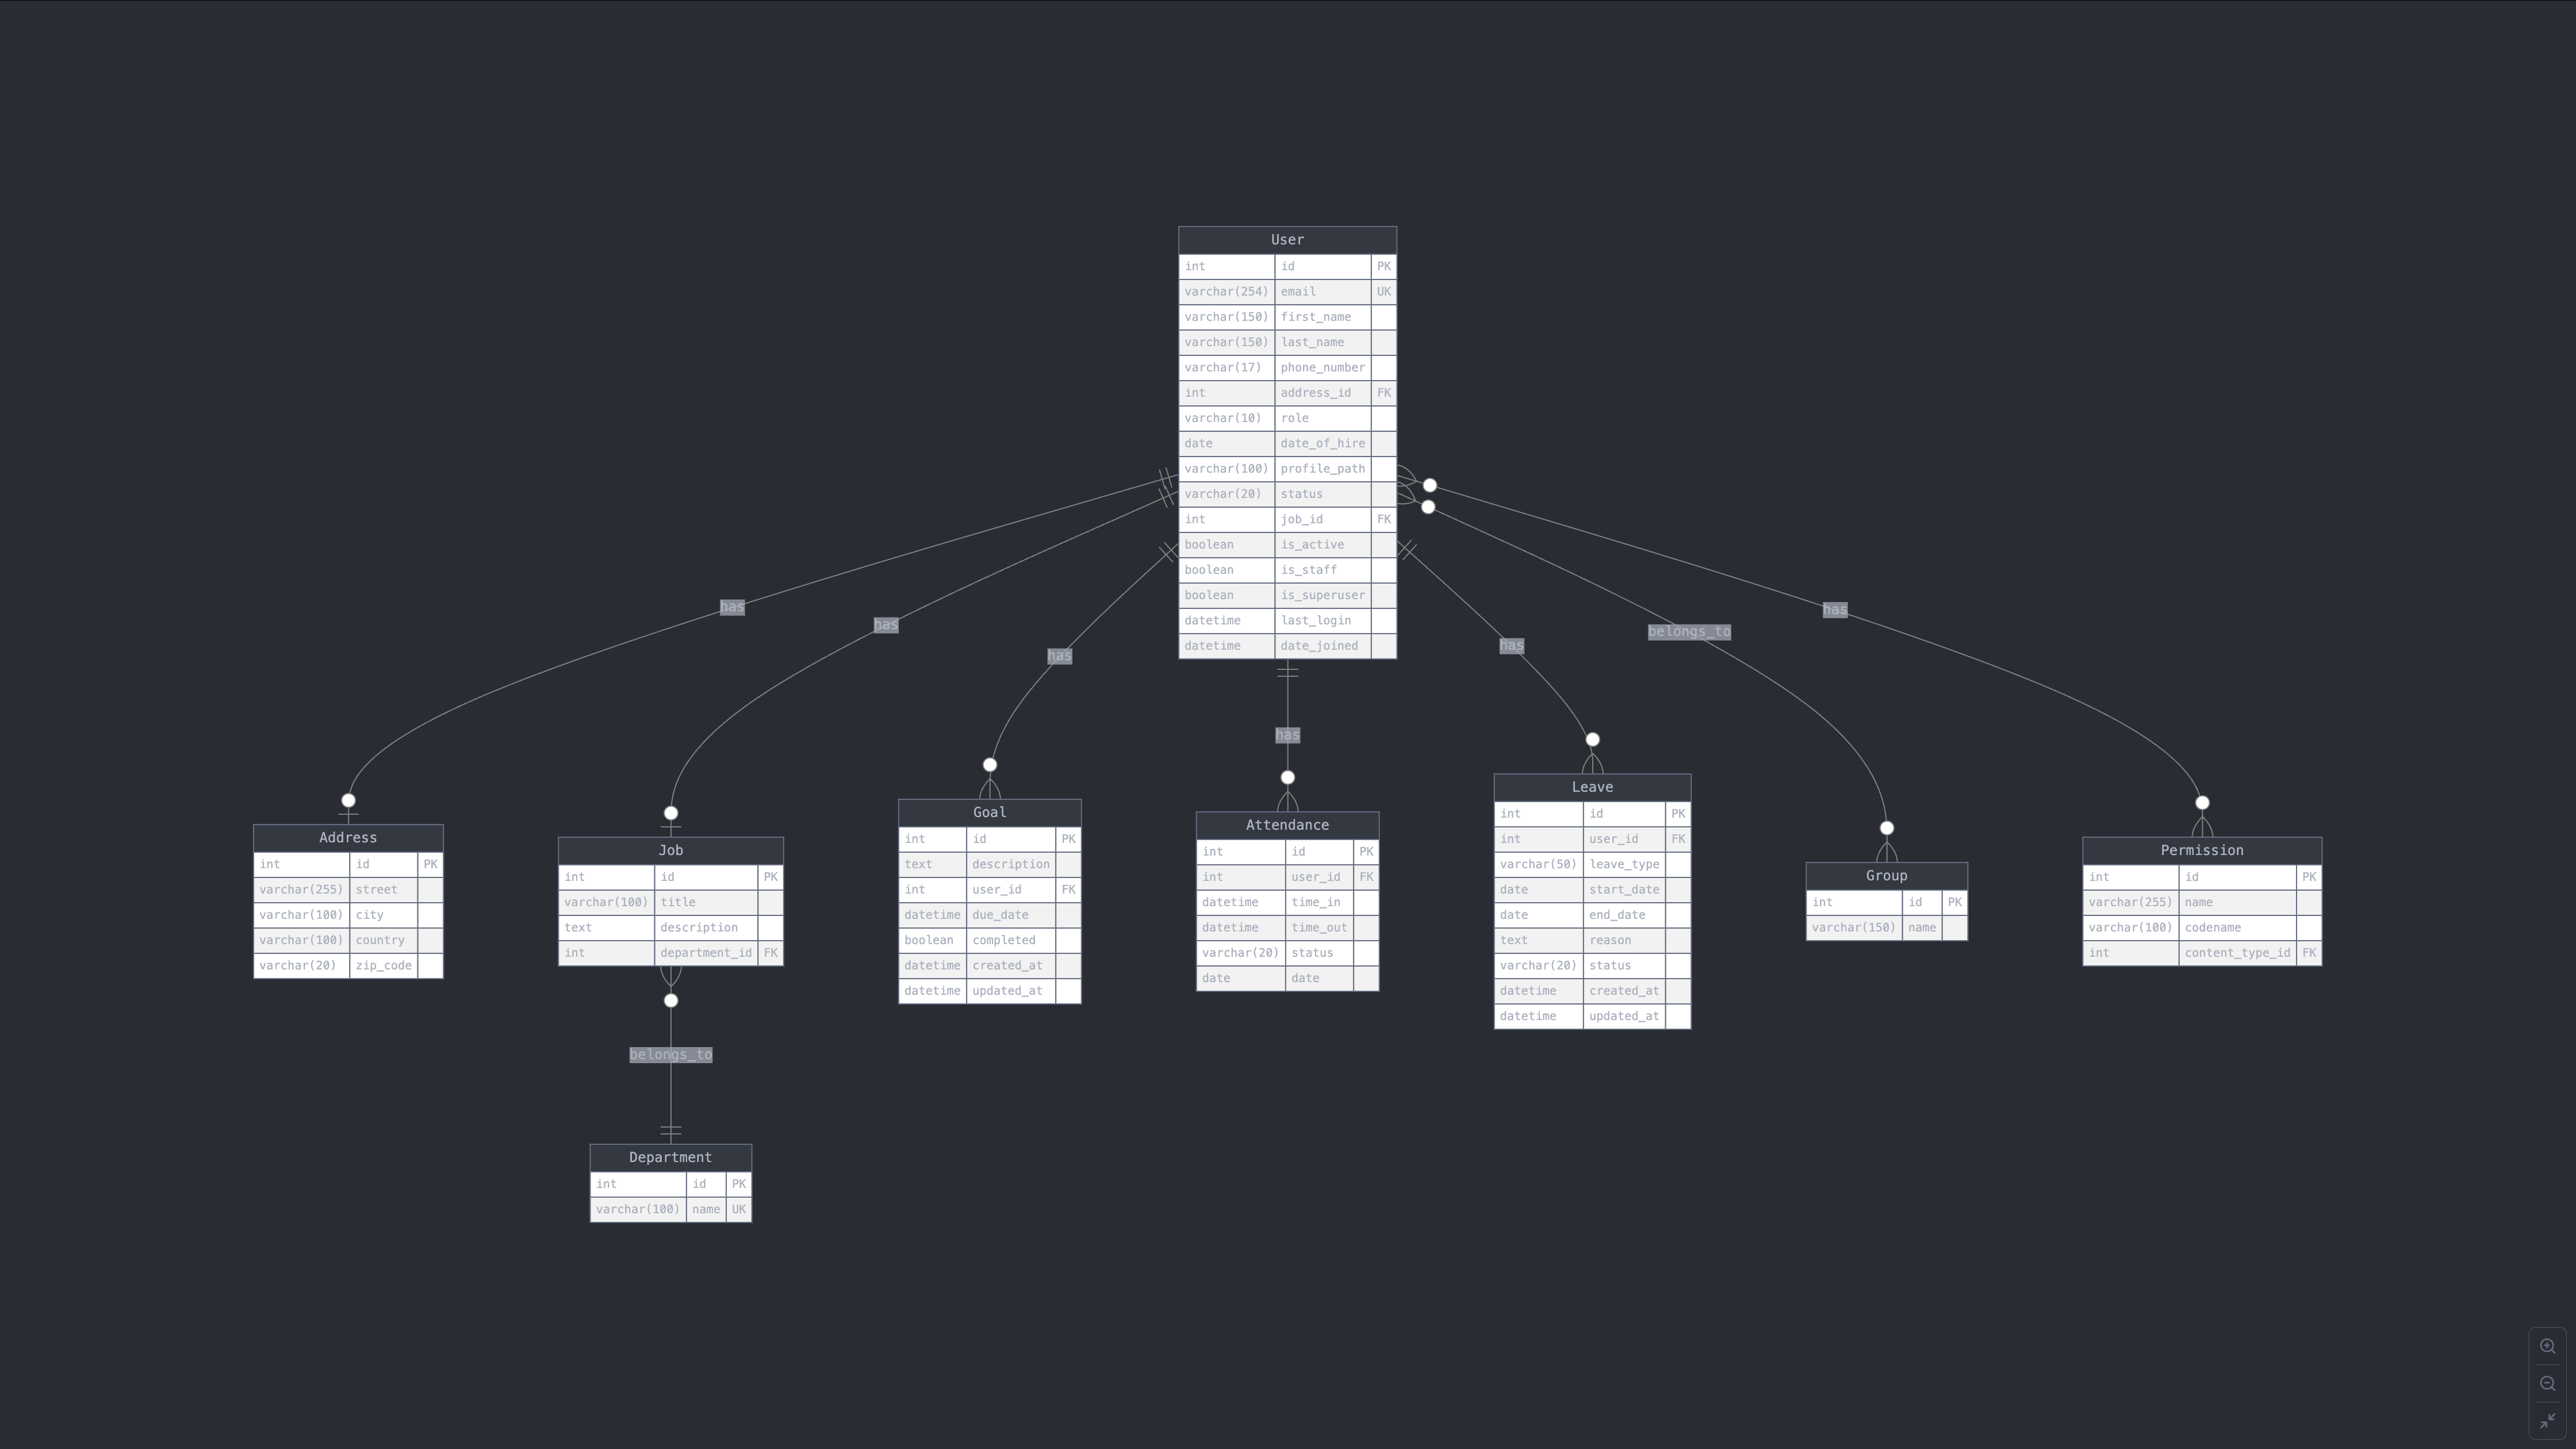 User
int id PK
varchar(254) email UK
varchar(150) first_name
varchar(150) last_name
varchar(17) phone_number
int address_id FK
varchar(10) role
date date_of_hire
varchar(100) profile_path
varchar(20) status
int job_id FK
boolean is_active
boolean is_staff
boolean is_superuser
datetime last_login
datetime date_joined
has
has
has
has
has
belongs_to
has
Address
int id PK
varchar(255) street
varchar(100) city
varchar(100) country
varchar(20) zip_code
Job
int id PK
varchar(100) title
text description
int department_id FK
Goal
int id PK
text description
int user_id FK
datetime due_date
boolean completed
datetime created_at
datetime updated_at
Attendance
int id PK
int user_id FK
datetime time_in
datetime time_out
varchar(20) status
date date
Leave
int id PK
int user_id FK
varchar(50) leave_type
date start_date
date end_date
text reason
varchar(20) status
datetime created_at
datetime updated_at
Group
int id PK
varchar(150) name
Permission
int id PK
varchar(255) name
varchar(100) codename
int content_type_id FK
belongs_to
Department
int id PK
varchar(100) name UK